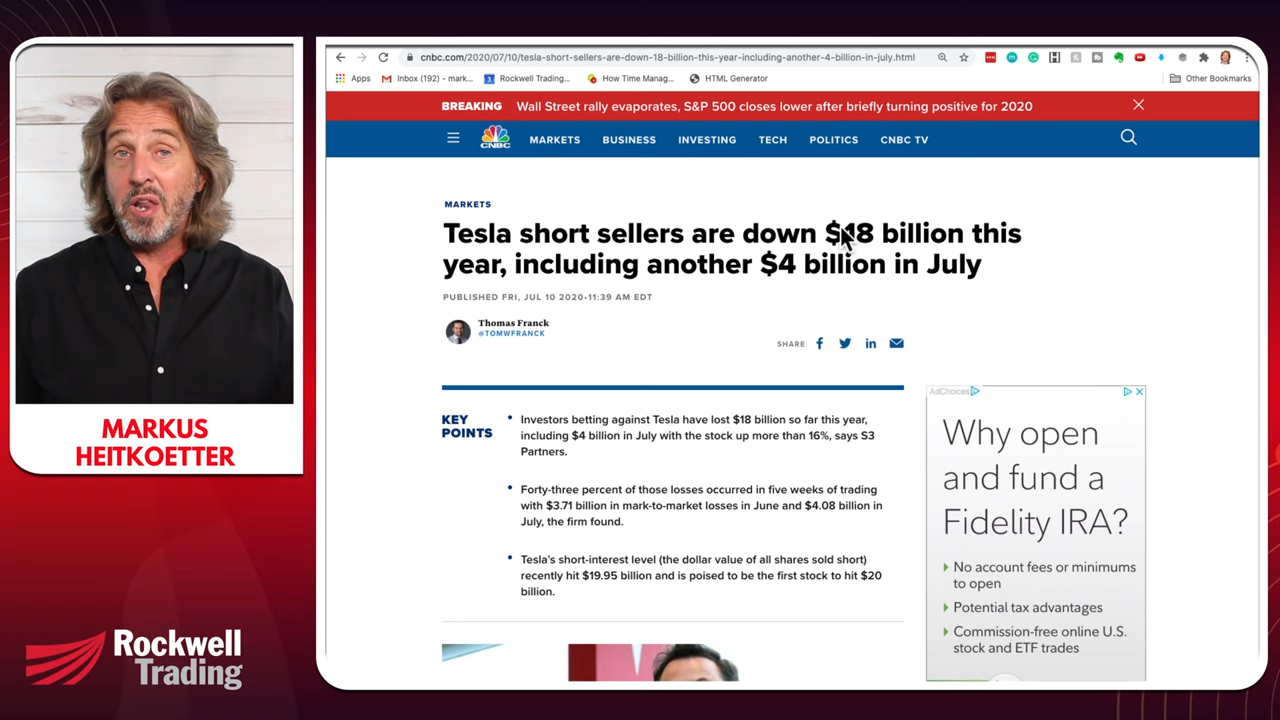 MARKUS
HEITKOETTER
Rockwell
Trading
cnbc.com/2020/07/10/tesla-short-sellers-are-down-18-billion-this-year-including-another-4-billion-in-july.html
Apps
Inbox (192) - mark...
Rockwell Trading...
How Time Manag...
HTML Generator
Other Bookmarks
BREAKING Wall Street rally evaporates, S&P 500 closes lower after briefly turning positive for 2020
CNBC
MARKETS BUSINESS INVESTING TECH POLITICS CNBC TV
MARKETS
Tesla short sellers are down $18 billion this
year, including another $4 billion in July
PUBLISHED FRI, JUL 10 2020•11:39 AM EDT
Thomas Franck
@TOMWFRANCK
SHARE
KEY
POINTS
Investors betting against Tesla have lost $18 billion so far this year,
including $4 billion in July with the stock up more than 16%, says S3
Partners.
Forty-three percent of those losses occurred in five weeks of trading
with $3.71 billion in mark-to-market losses in June and $4.08 billion in
July, the firm found.
Tesla's short-interest level (the dollar value of all shares sold short)
recently hit $19.95 billion and is poised to be the first stock to hit $20
billion.
AdChoices
Why open
and fund a
Fidelity IRA?
No account fees or minimums
to open
Potential tax advantages
Commission-free online U.S.
stock and ETF trades